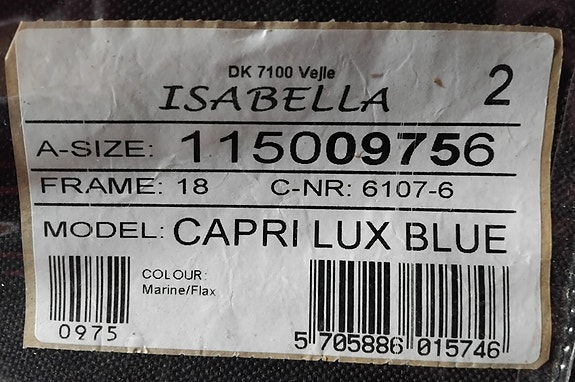 DK 7100 Vejle
ISABELLA 2
A-SIZE: 115009756
FRAME: 18 C-NR: 6107-6
MODEL: CAPRI LUX BLUE
COLOUR:
Marine/Flax
0975
5 705886 015746